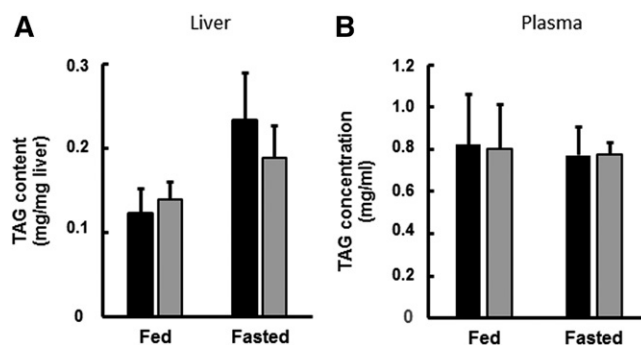 A
Liver
TAG content
(mg/mg liver)
0.3
0.2
0.1
0
Fed
Fasted
B
Plasma
TAG concentration
(mg/ml)
1.2
1.0
0.8
0.6
0.4
0.2
0
Fed
Fasted